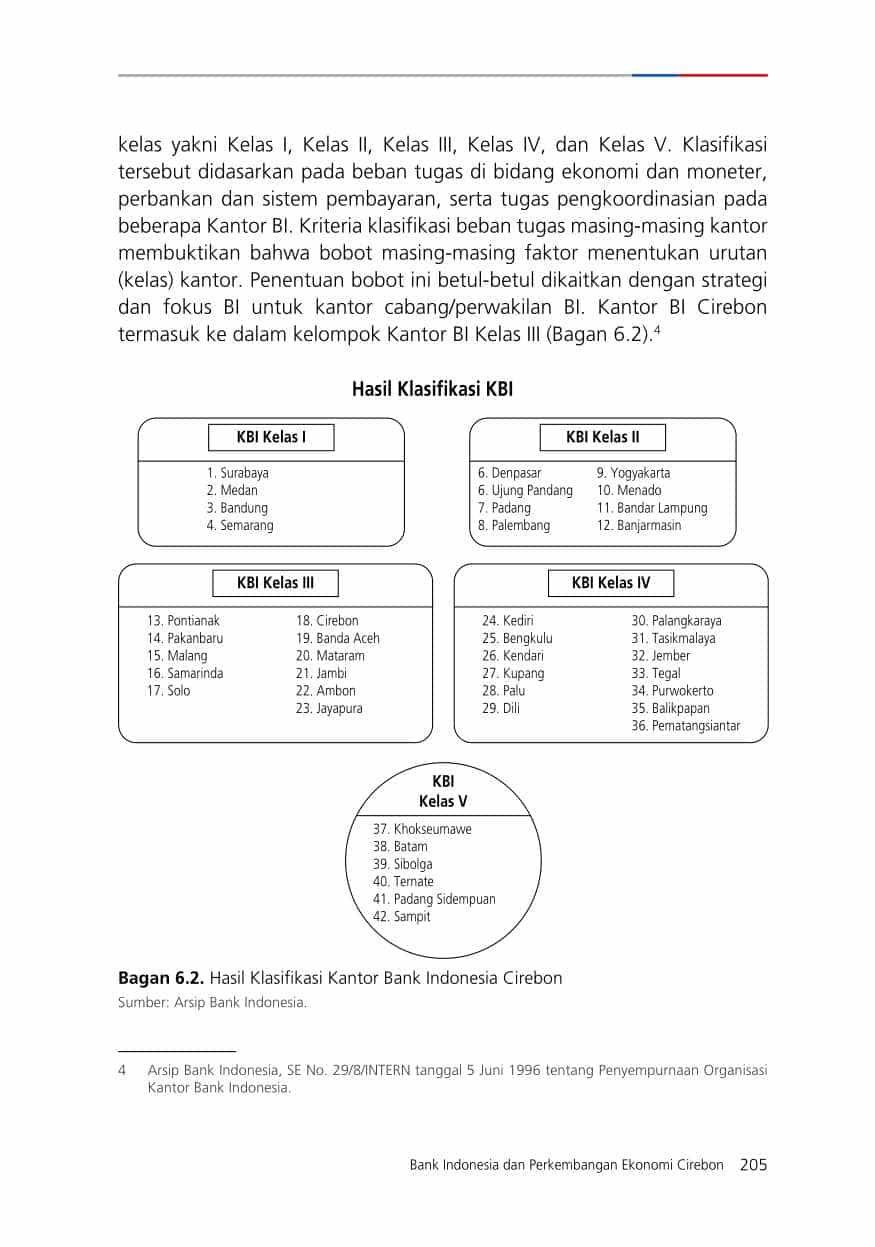 kelas yakni Kelas I, Kelas II, Kelas III, Kelas IV, dan Kelas V. Klasifikasi
tersebut didasarkan pada beban tugas di bidang ekonomi dan moneter,
perbankan dan sistem pembayaran, serta tugas pengkoordinasian pada
beberapa Kantor BI. Kriteria klasifikasi beban tugas masing-masing kantor
membuktikan bahwa bobot masing-masing faktor menentukan urutan
(kelas) kantor. Penentuan bobot ini betul-betul dikaitkan dengan strategi
dan fokus BI untuk kantor cabang/perwakilan BI. Kantor BI Cirebon
termasuk ke dalam kelompok Kantor BI Kelas III (Bagan 6.2).4
Hasil Klasifikasi KBI
KBI Kelas I
1. Surabaya
2. Medan
3. Bandung
4. Semarang
KBI Kelas II
6. Denpasar
6. Ujung Pandang
7. Padang
8. Palembang
9. Yogyakarta
10. Menado
11. Bandar Lampung
12. Banjarmasin
KBI Kelas III
13. Pontianak
14. Pakanbaru
15. Malang
16. Samarinda
17. Solo
18. Cirebon
19. Banda Aceh
20. Mataram
21. Jambi
22. Ambon
23. Jayapura
KBI Kelas IV
24. Kediri
25. Bengkulu
26. Kendari
27. Kupang
28. Palu
29. Dili
30. Palangkaraya
31. Tasikmalaya
32. Jember
33. Tegal
34. Purwokerto
35. Balikpapan
36. Pematangsiantar
KBI
Kelas V
37. Khokseumawe
38. Batam
39. Sibolga
40. Ternate
41. Padang Sidempuan
42. Sampit
Bagan 6.2. Hasil Klasifikasi Kantor Bank Indonesia Cirebon
Sumber: Arsip Bank Indonesia.
4 Arsip Bank Indonesia, SE No. 29/8/INTERN tanggal 5 Juni 1996 tentang Penyempurnaan Organisasi
Kantor Bank Indonesia.
Bank Indonesia dan Perkembangan Ekonomi Cirebon 205